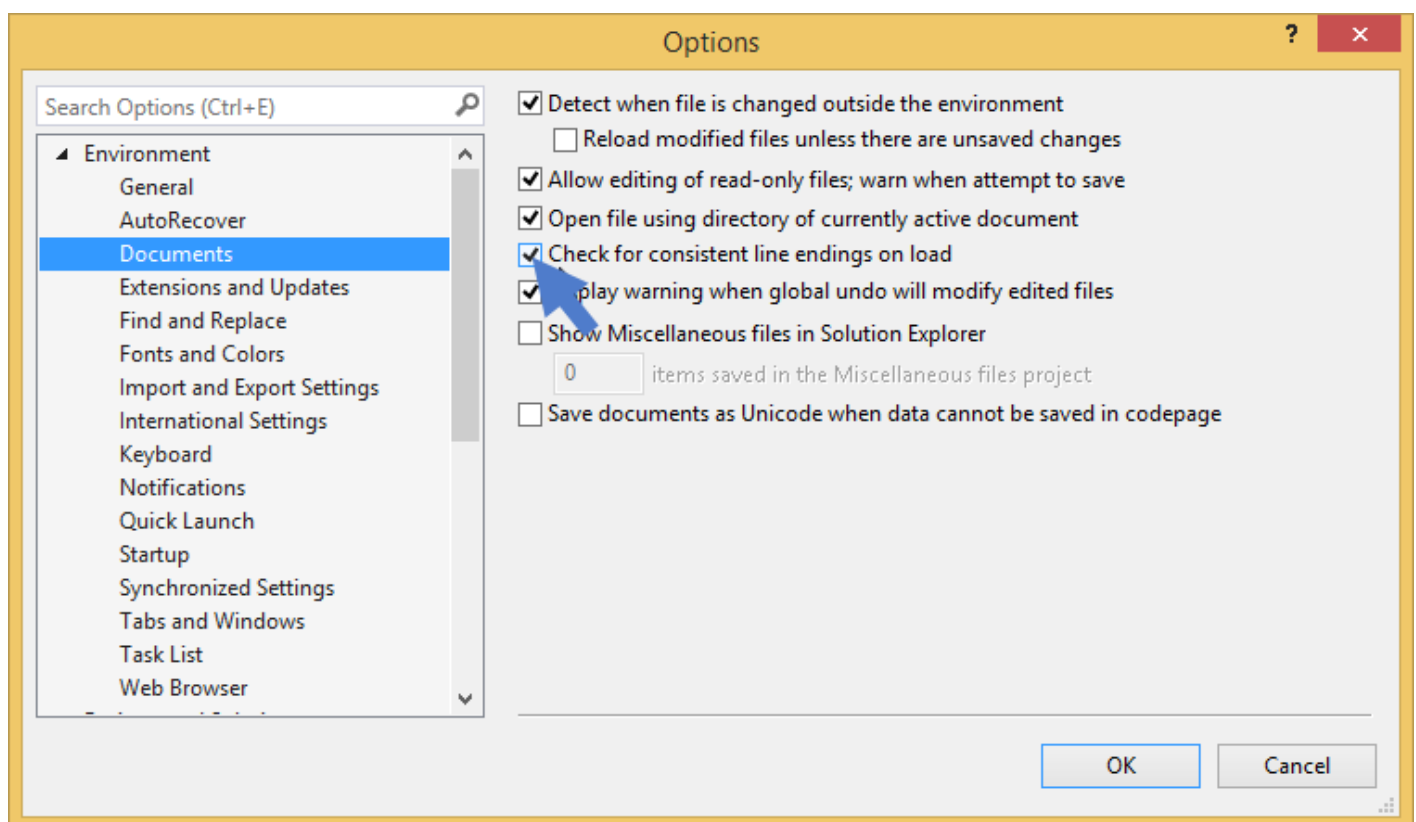 Options
?
Search Options (Ctrl+E)
Environment
General
AutoRecover
Documents
Extensions and Updates
Find and Replace
Fonts and Colors
Import and Export Settings
International Settings
Keyboard
Notifications
Quick Launch
Startup
Synchronized Settings
Tabs and Windows
Task List
Web Browser
Detect when file is changed outside the environment
Reload modified files unless there are unsaved changes
Allow editing of read-only files; warn when attempt to save
Open file using directory of currently active document
Check for consistent line endings on load
warning when global undo will modify edited files
Show Miscellaneous files in Solution Explorer
0 items saved in the Miscellaneous files project
Save documents as Unicode when data cannot be saved in codepage
OK
Cancel